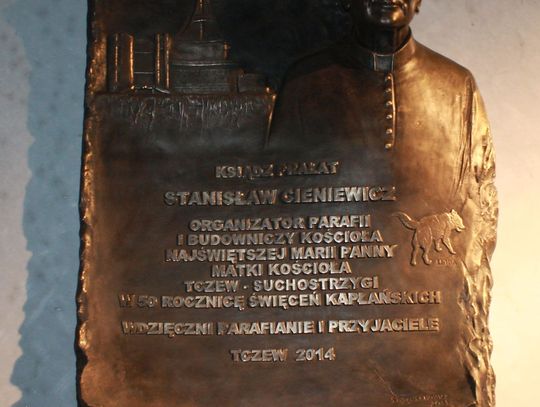 KSIĄDZ PRAŁAT
STANISŁAW CIENIEWICZ
ORGANIZATOR PARAFII
I BUDOWNICZY KOŚCIOŁA
NAJŚWIĘTSZEJ MARII PANNY
MATKI KOŚCIOŁA
TCZEW - SUCHOSTRZYGI
W 50 ROCZNICĘ ŚWIĘCEŃ KAPŁAŃSKICH
WDZIĘCZNI PARAFIANIE I PRZYJACIELE
TCZEW 2014